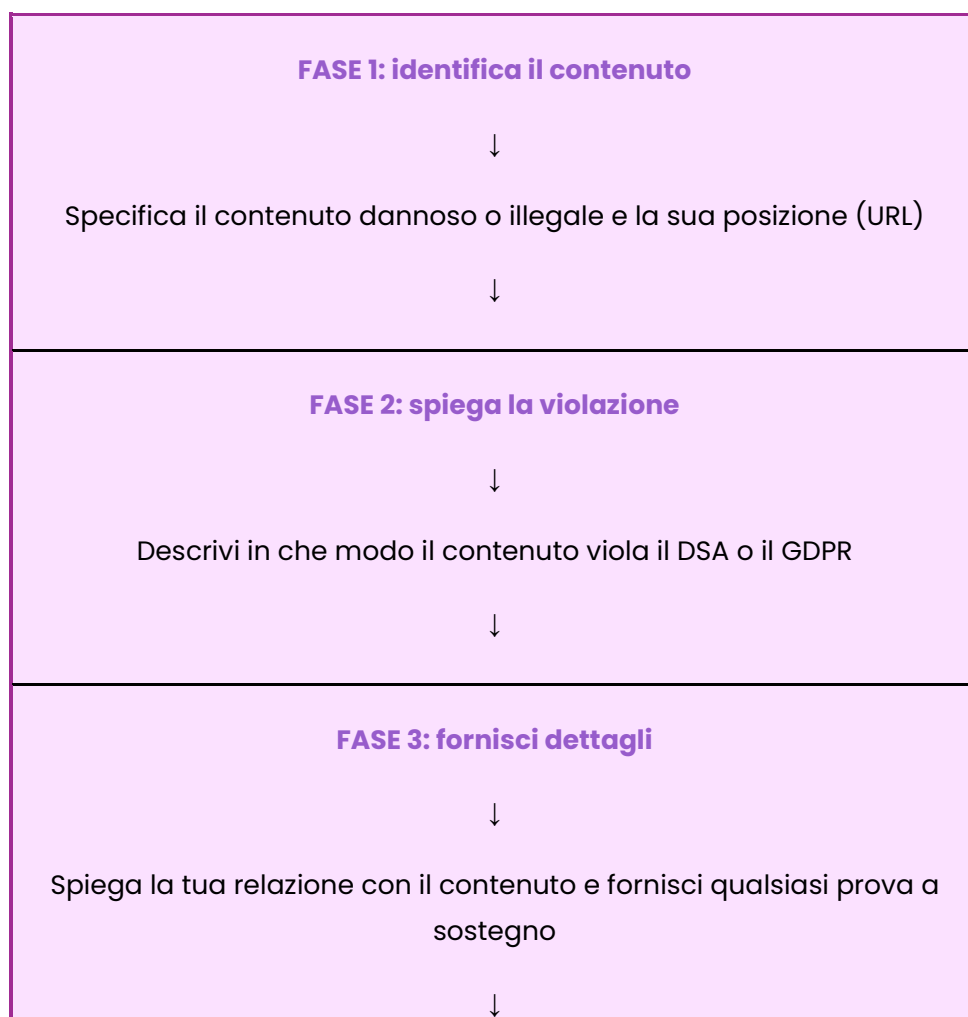 FASE 1: identifica il contenuto
↓
Specifica il contenuto dannoso o illegale e la sua posizione (URL)
↓
FASE 2: spiega la violazione
↓
Descrivi in che modo il contenuto viola il DSA o il GDPR
↓
FASE 3: fornisci dettagli
↓
Spiega la tua relazione con il contenuto e fornisci qualsiasi prova a
sostegno
↓